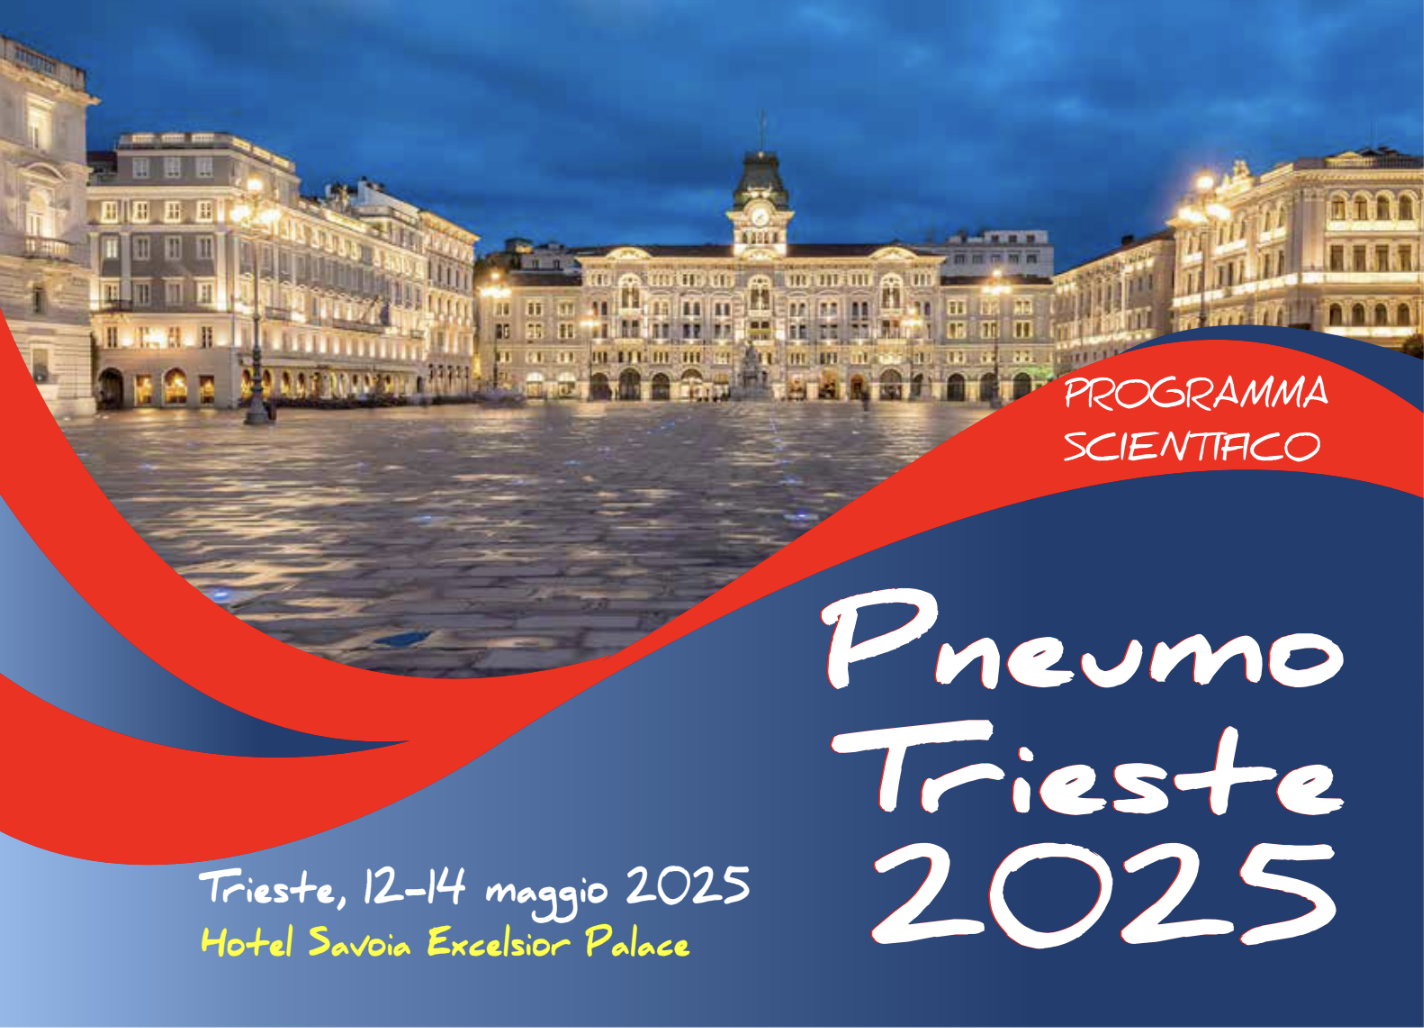 PROGRAMMA
SCIENTIFICO
Pneumo
Trieste
2025
Trieste, 12-14 maggio 2025
Hotel Savoia Excelsior Palace